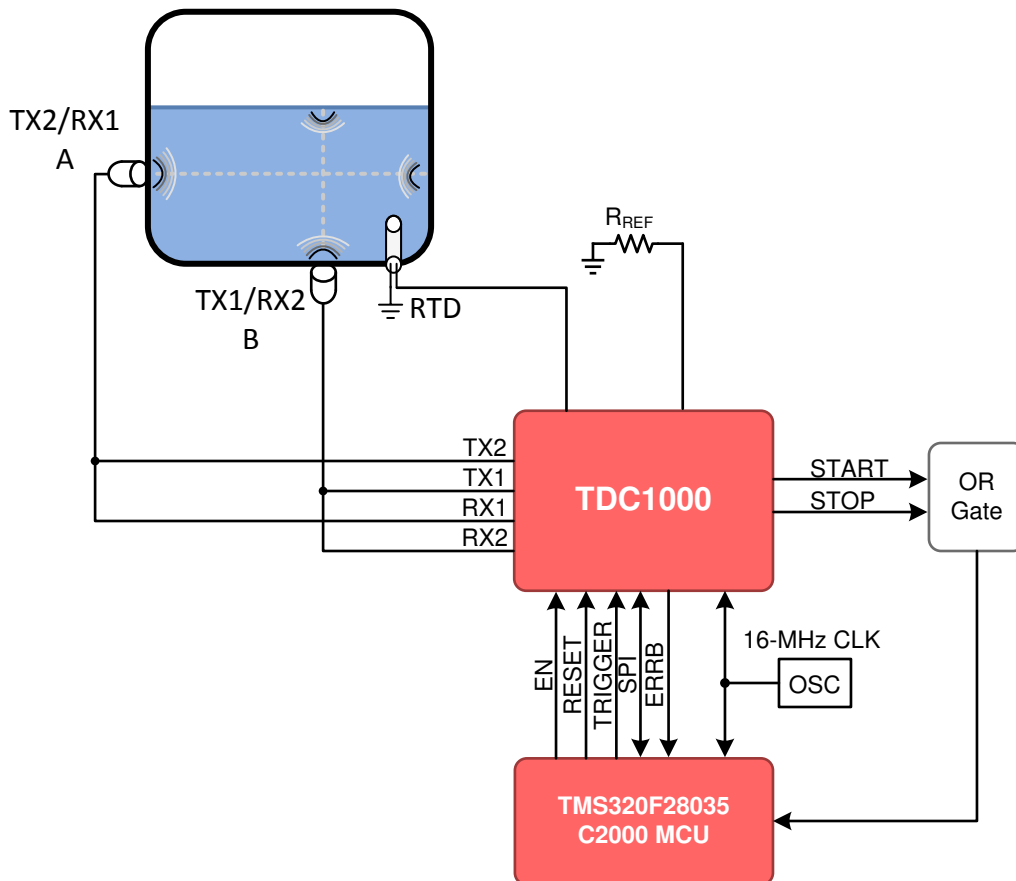 TX2/RX1
A
TX1/RX2
B
RTD
RREF
TX2
TX1
RX1
RX2
TDC1000
START
STOP
OR
Gate
EN
RESET
TRIGGER
SPI
ERRB
16-MHz CLK
OSC
TMS320F28035
C2000 MCU